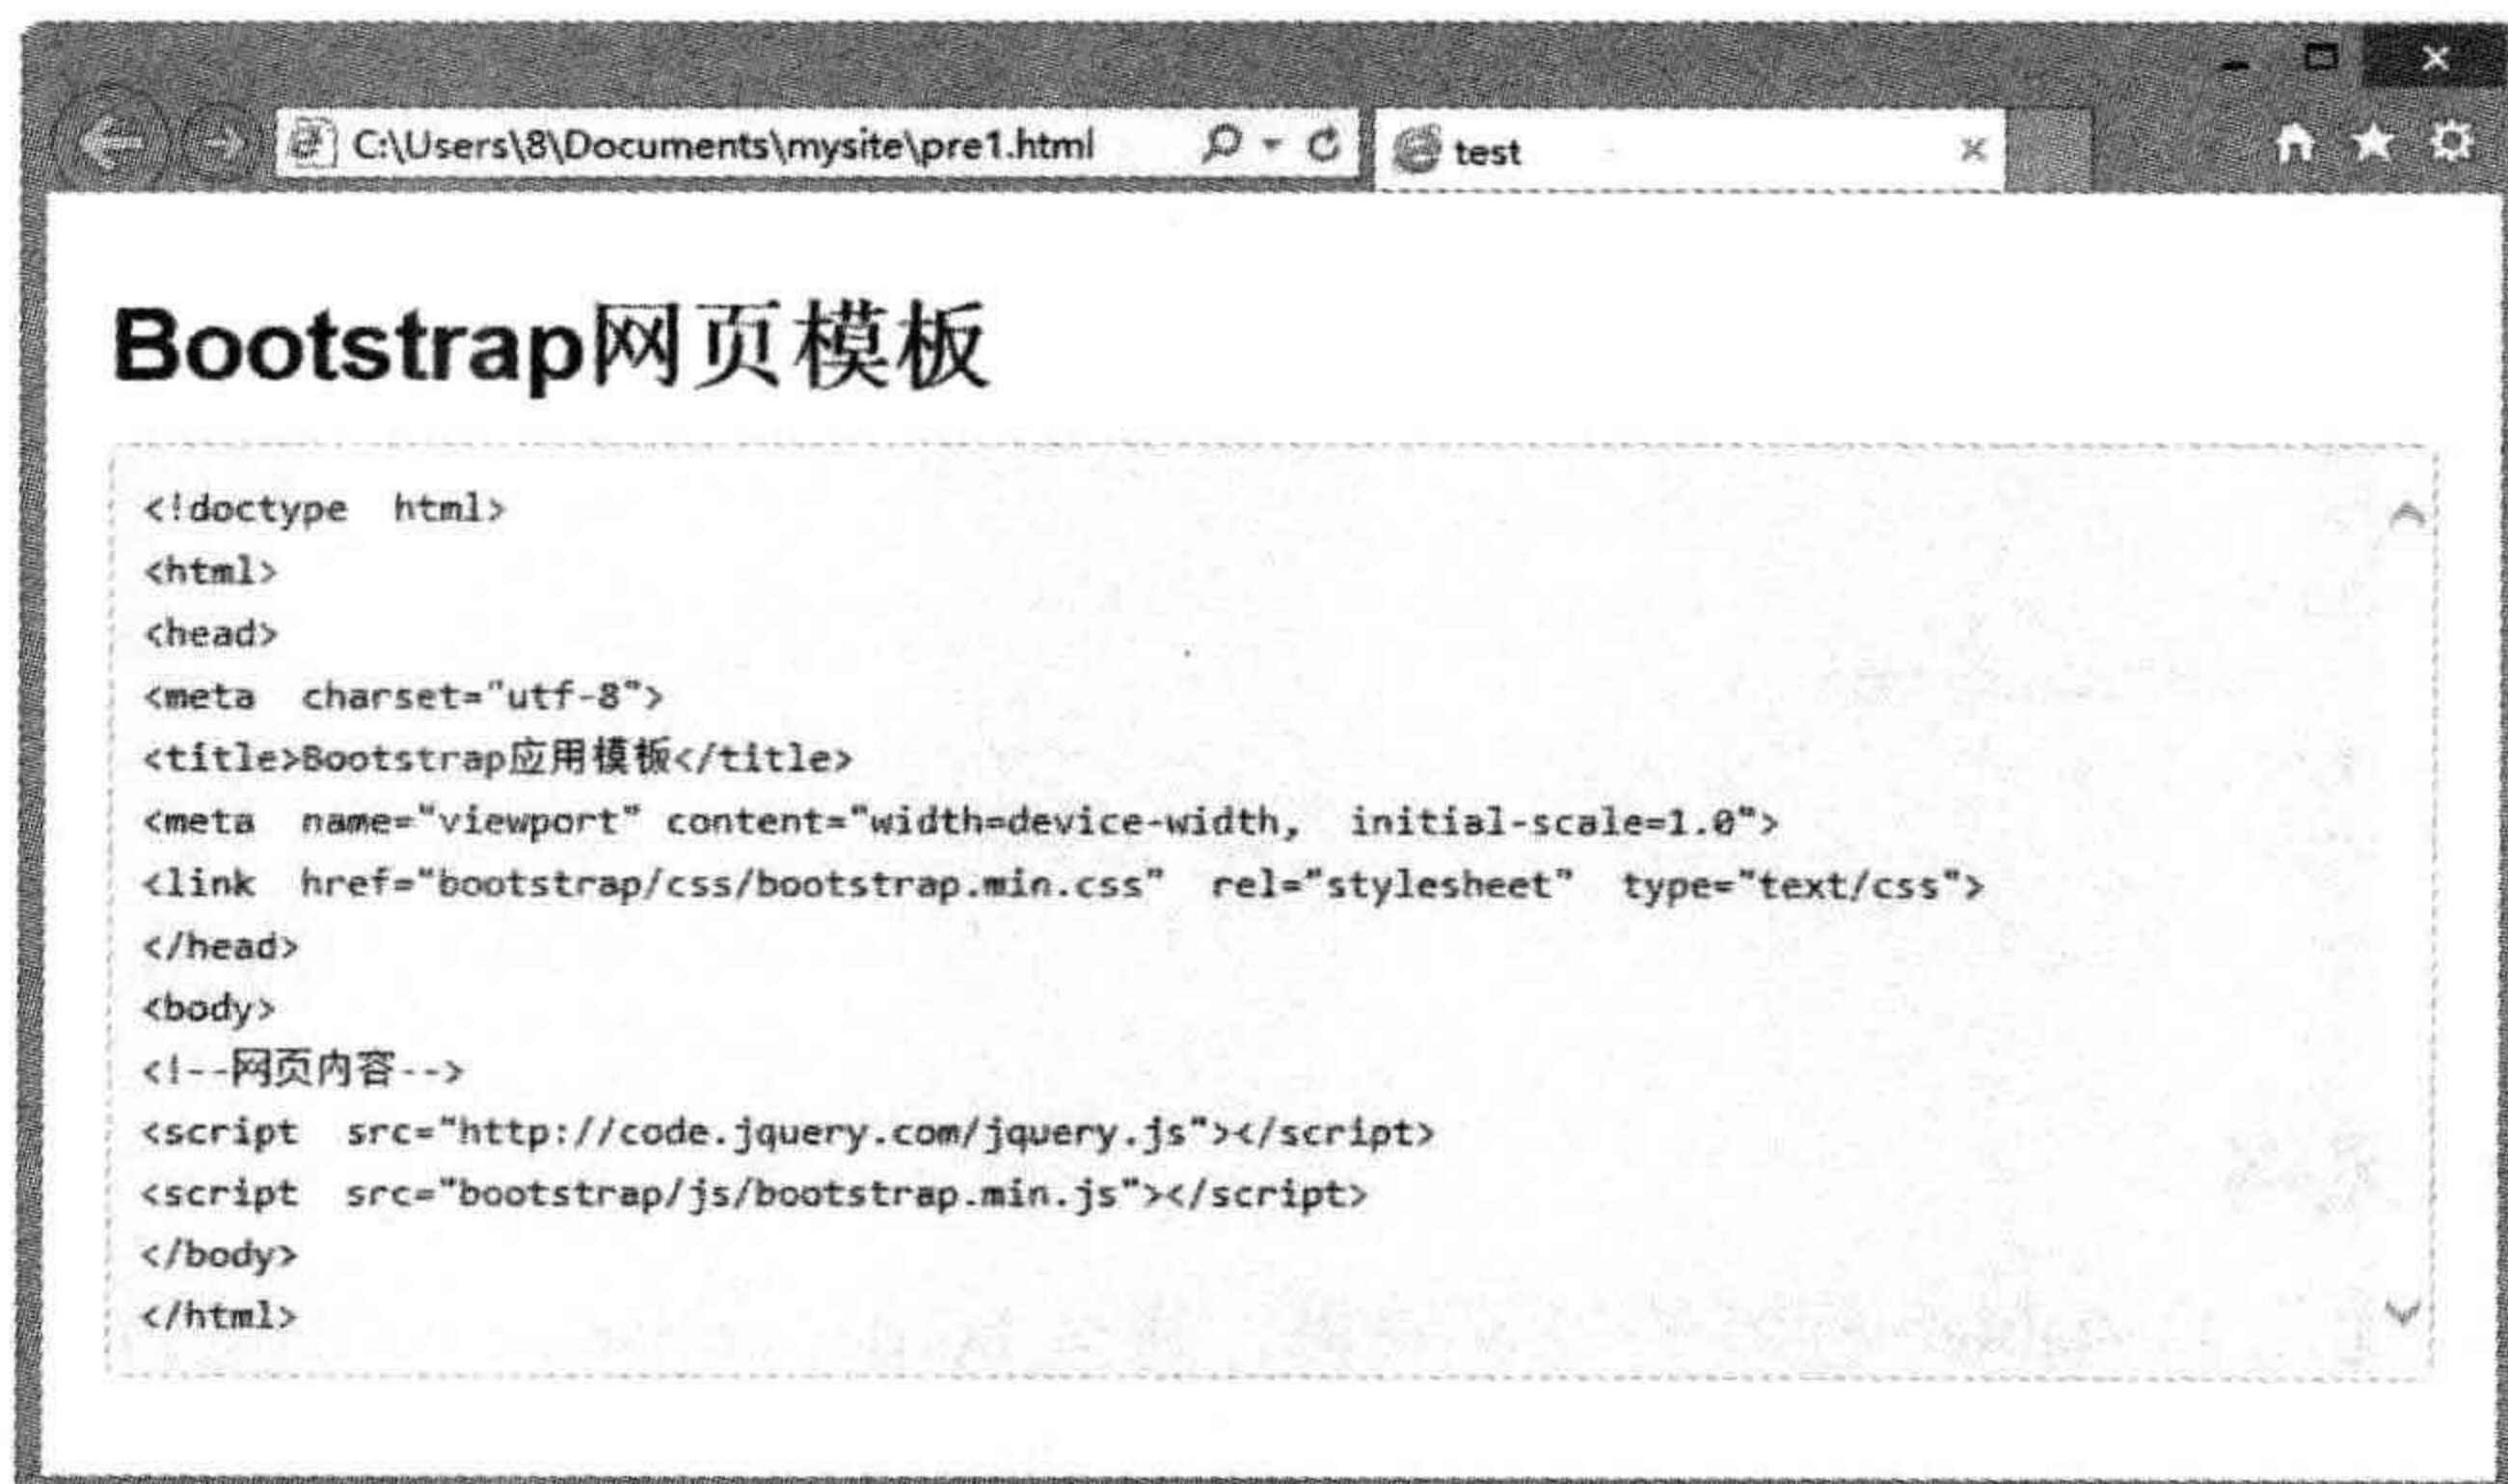 C:\Users\8\Documents\mysite\pre1.html
test
Bootstrap网页模板
<!doctype html>
<html>
<head>
<meta charset="utf-8">
<title>Bootstrap应用模板</title>
<meta name="viewport" content="width=device-width, initial-scale=1.0">
<link href="bootstrap/css/bootstrap.min.css" rel="stylesheet" type="text/css">
</head>
<body>
<!--网页内容-->
<script src="http://code.jquery.com/jquery.js"></script>
<script src="bootstrap/js/bootstrap.min.js"></script>
</body>
</html>